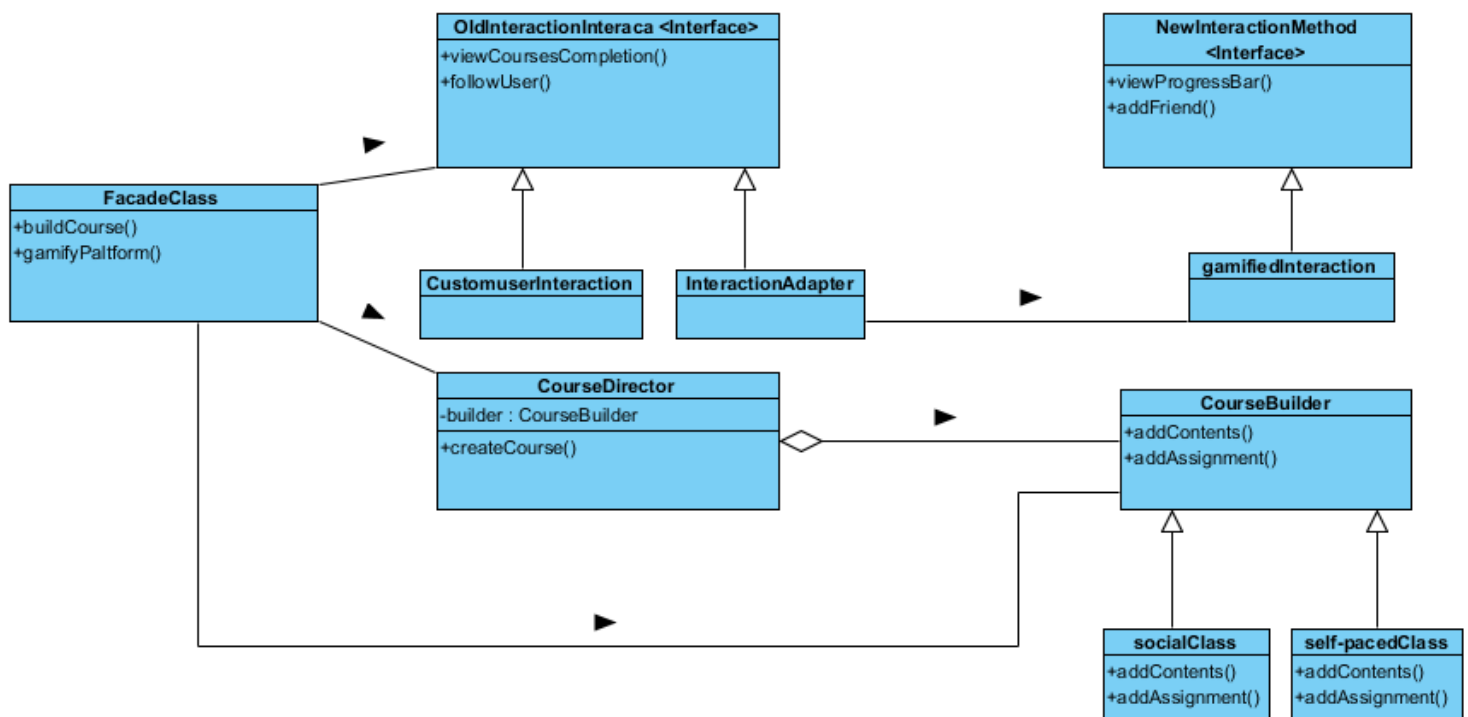 OldInteractionInteraca <Interface>
+viewCoursesCompletion()
+followUser()
NewInteractionMethod
<Interface>
+viewProgressBar()
+addFriend()
FacadeClass
+buildCourse()
+gamifyPaltform()
CustomuserInteraction
InteractionAdapter
gamifiedInteraction
CourseDirector
-builder : CourseBuilder
+createCourse()
CourseBuilder
+addContents()
+addAssignment()
socialClass
+addContents()
+addAssignment()
self-pacedClass
+addContents()
+addAssignment()